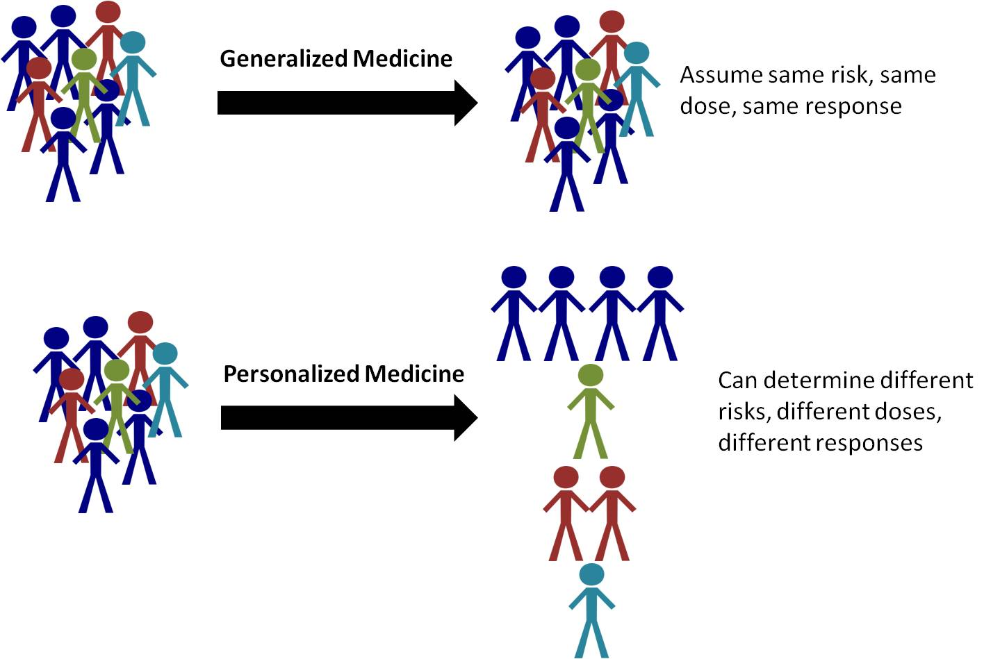 Generalized Medicine
Assume same risk, same
dose, same response
Personalized Medicine
Can determine different
risks, different doses,
different responses